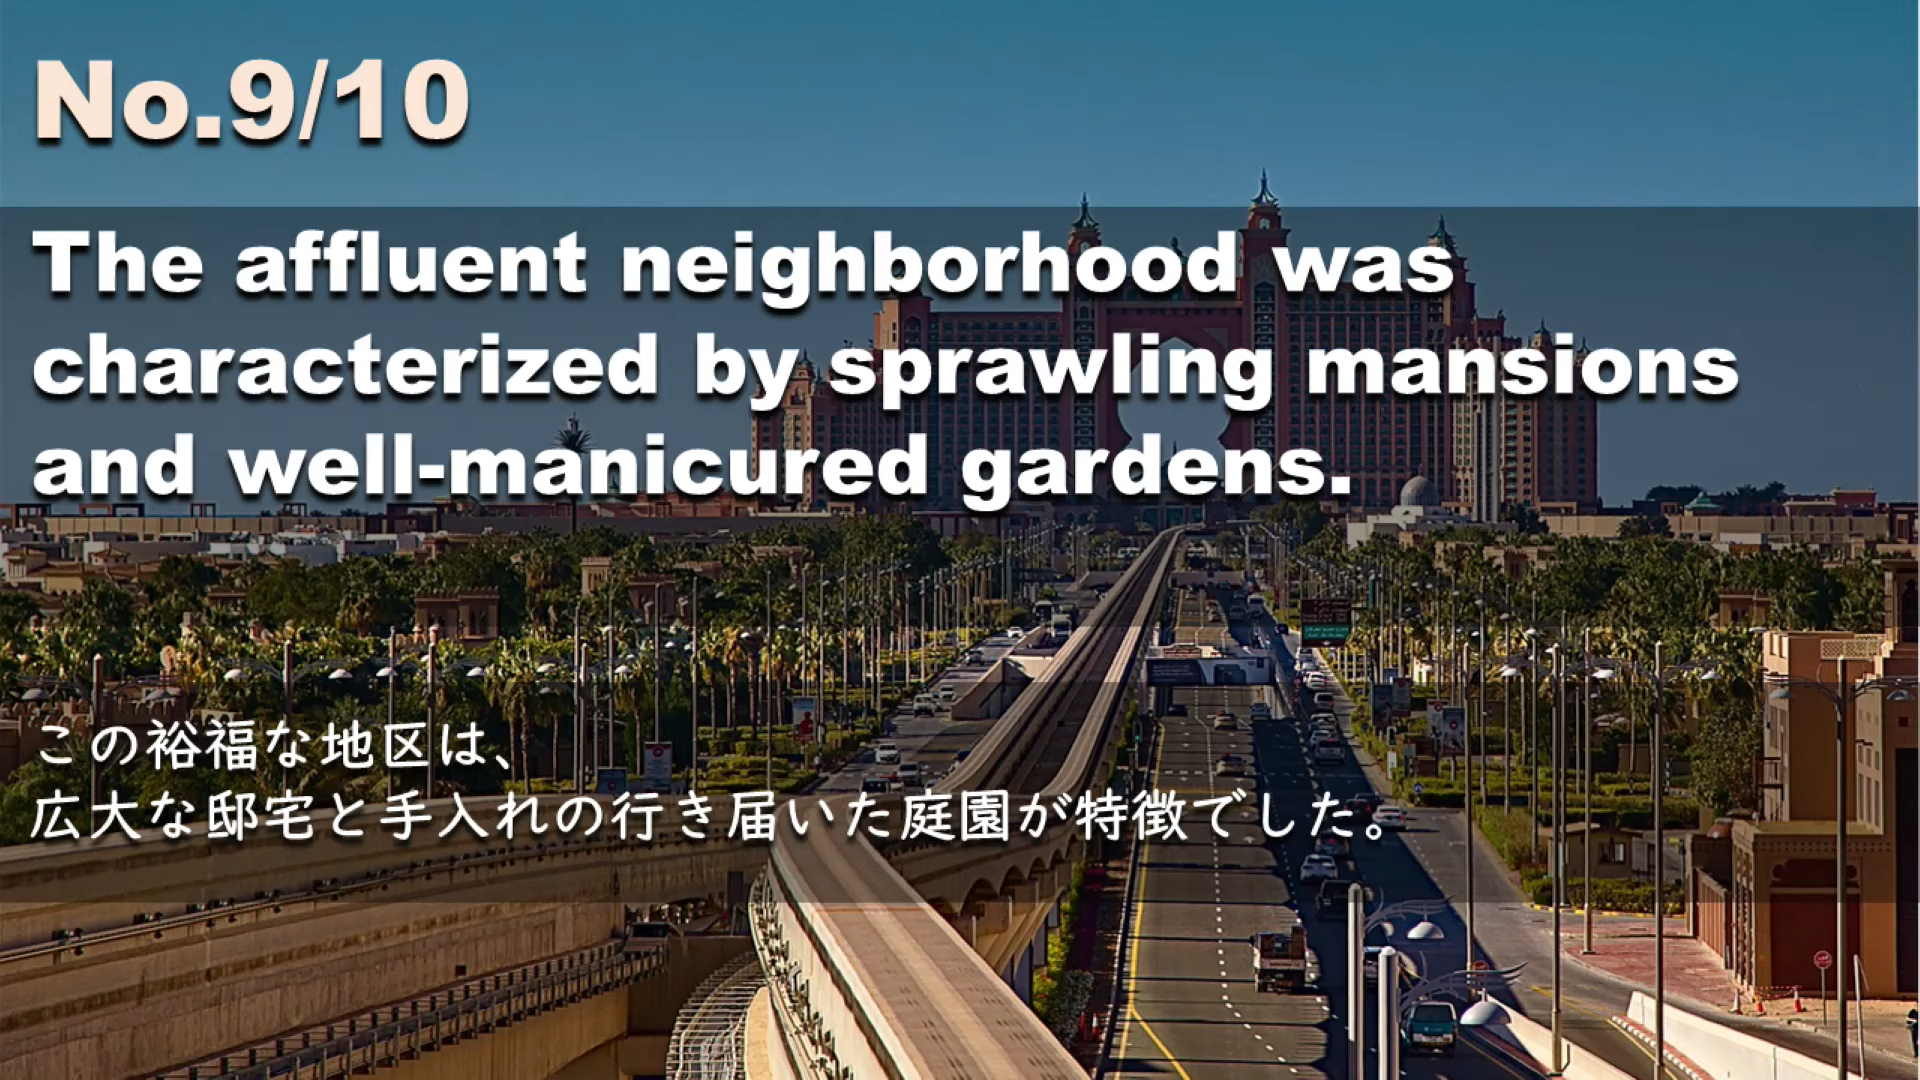 No.9/10
The affluent neighborhood was
characterized by sprawling mansions
and well-manicured gardens.
この裕福な地区は、
広大な邸宅と手入れの行き届いた庭園が特徴でした。